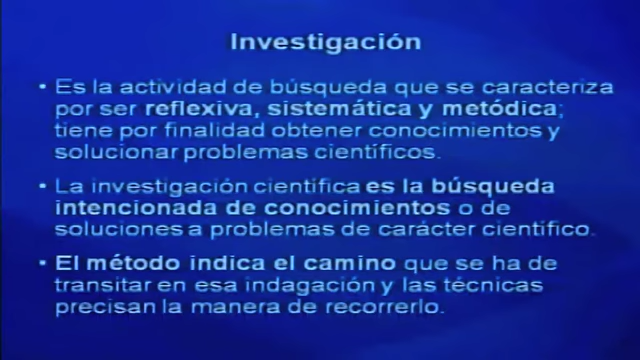 Investigación
• Es la actividad de búsqueda que se caracteriza
por ser reflexiva, sistemática y metódica;
tiene por finalidad obtener conocimientos y
solucionar problemas científicos.
• La investigación científica es la búsqueda
intencionada de conocimientos o de
soluciones a problemas de carácter científico.
• El método indica el camino que se ha de
transitar en esa indagación y las técnicas
precisan la manera de recorrerlo.